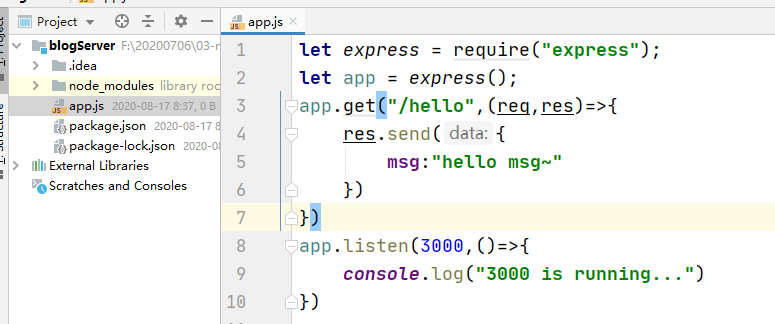 Project
app.js
blogServer F:\20200706\03-r
.idea
node_modules library roo
app.js 2020-08-17 8:37, 0 B
package.json 2020-08-17
package-lock.json 2020-08
External Libraries
Scratches and Consoles
1: Project
Structure
1 let express = require("express");
2 let app = express();
3 app.get("/hello",(req,res)=>{
4 res.send( data: {
5 msg:"hello msg~"
6 })
7 })
8 app.listen(3000,()=>{
9 console.log("3000 is running...")
10 })